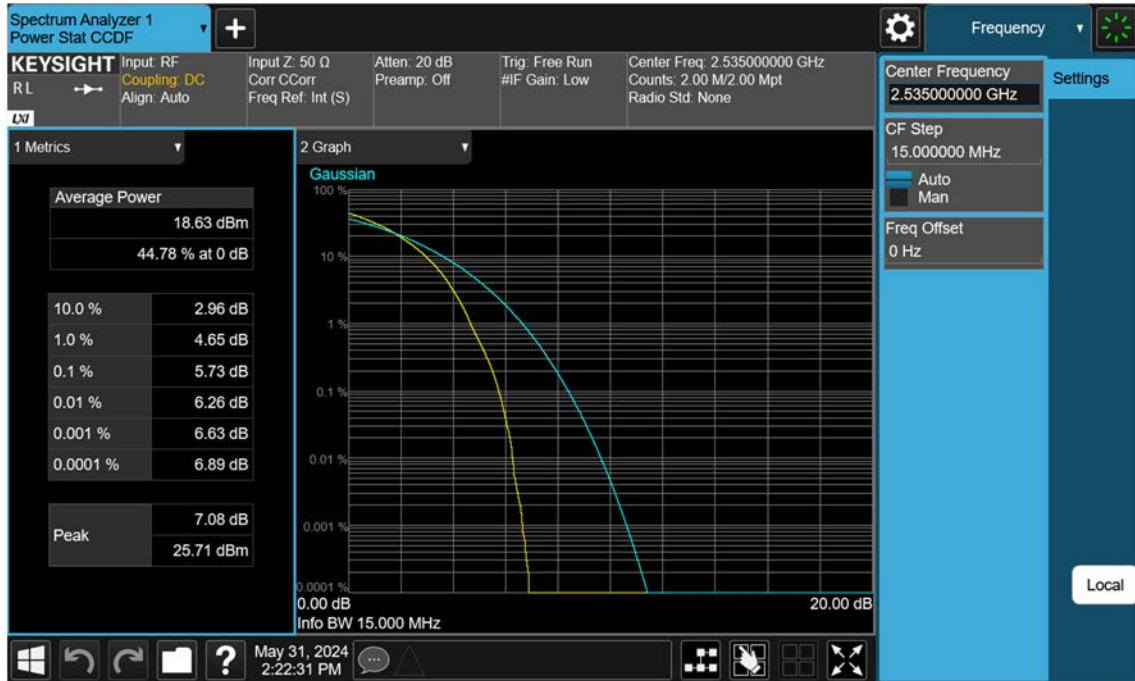 Spectrum Analyzer 1
Power Stat CCDF
Frequency
KEYSIGHT
R L
LXI
Input: RF
Coupling: DC
Align: Auto
Input Z: 50 Ω
Corr CCorr
Freq Ref: Int (S)
Atten: 20 dB
Preamp: Off
Trig: Free Run
#IF Gain: Low
Center Freq: 2.535000000 GHz
Counts: 2.00 M/2.00 Mpt
Radio Std: None
Center Frequency
2.535000000 GHz
Settings
CF Step
15.000000 MHz
Auto
Man
Freq Offset
0 Hz
1 Metrics
Average Power
18.63 dBm
44.78 % at 0 dB
10.0 % 2.96 dB
1.0 % 4.65 dB
0.1 % 5.73 dB
0.01 % 6.26 dB
0.001 % 6.63 dB
0.0001 % 6.89 dB
Peak
7.08 dB
25.71 dBm
2 Graph
Gaussian
100 %
10 %
1 %
0.1 %
0.01 %
0.001 %
0.0001 %
0.00 dB 20.00 dB
Info BW 15.000 MHz
Local
?
May 31, 2024
2:22:31 PM